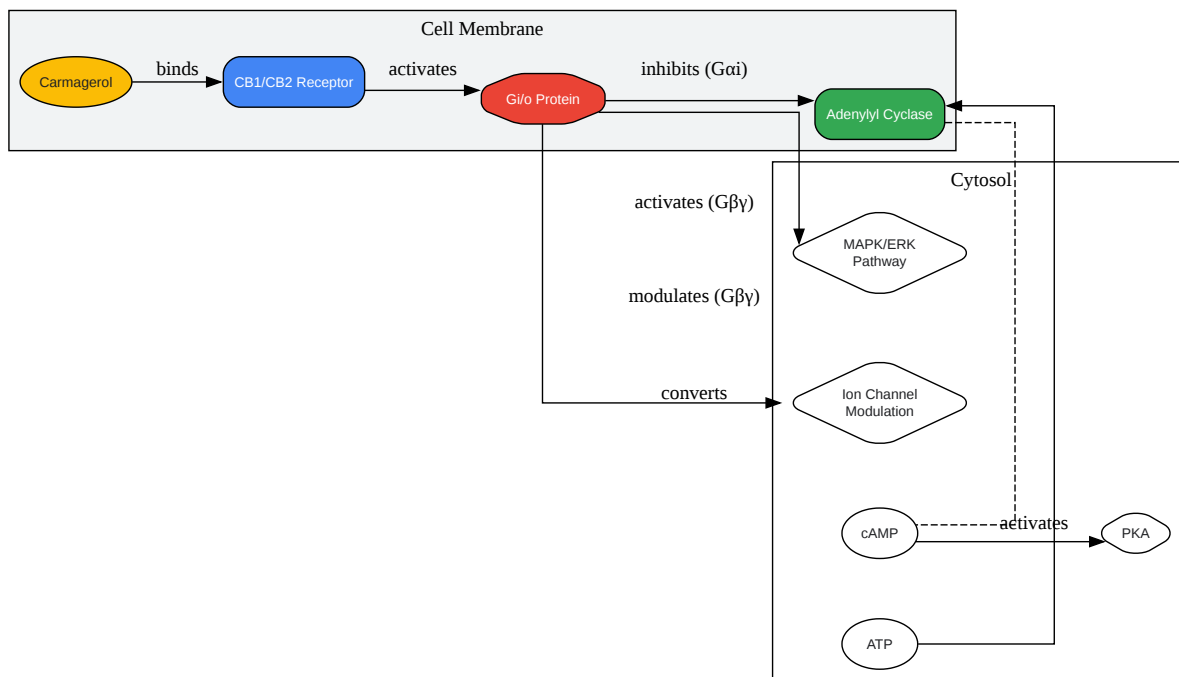 Cell Membrane
Carmagerol
binds
CB1/CB2 Receptor
activates
Gi/o Protein
inhibits (Gαi)
Adenylyl Cyclase
Cytosol
activates (Gβγ)
MAPK/ERK
Pathway
modulates (Gβγ)
converts
Ion Channel
Modulation
cAMP
activates
PKA
ATP